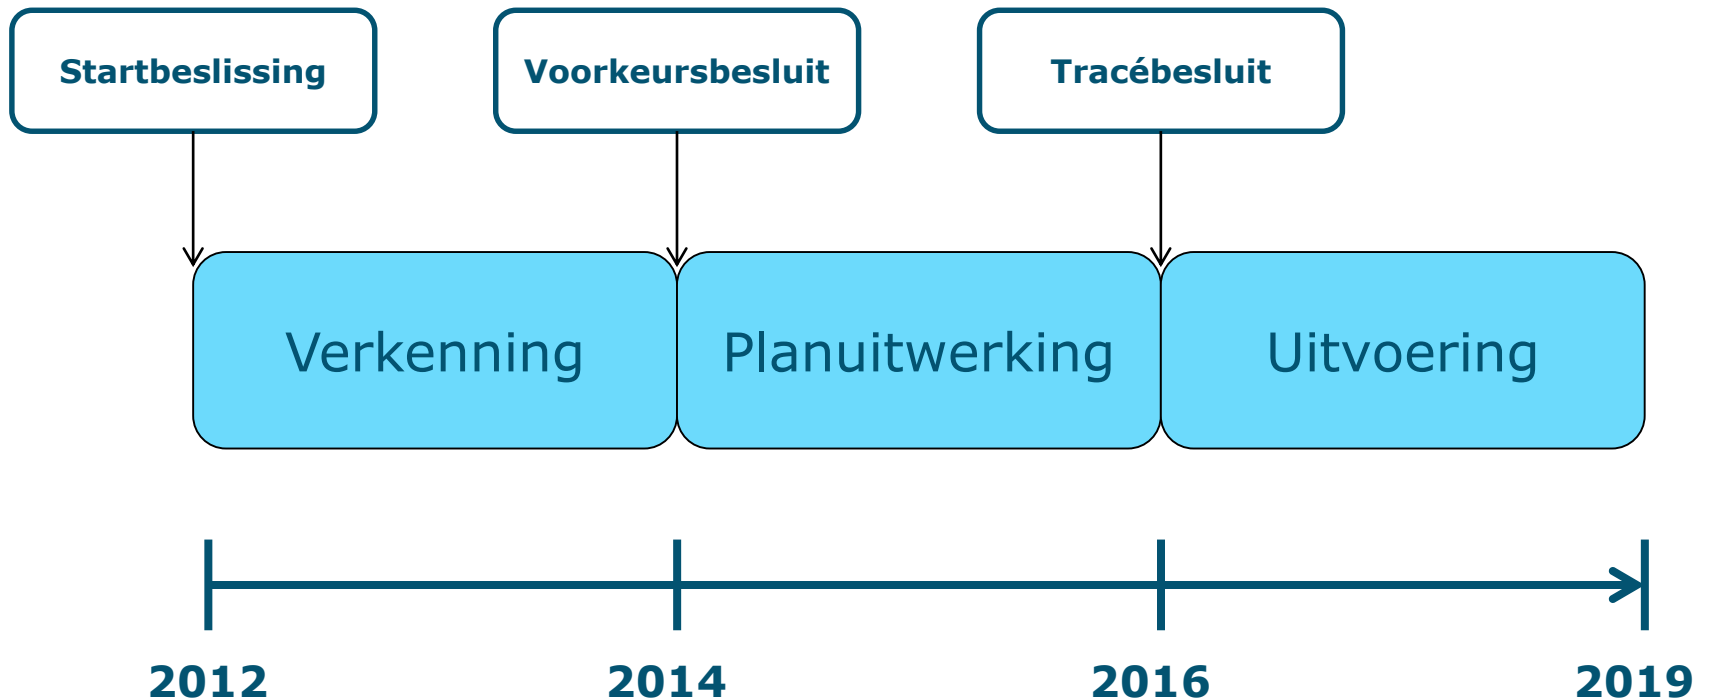 Startbeslissing
Voorkeursbesluit
Tracébesluit
Verkenning
Planuitwerking
Uitvoering
2012
2014
2016
2019